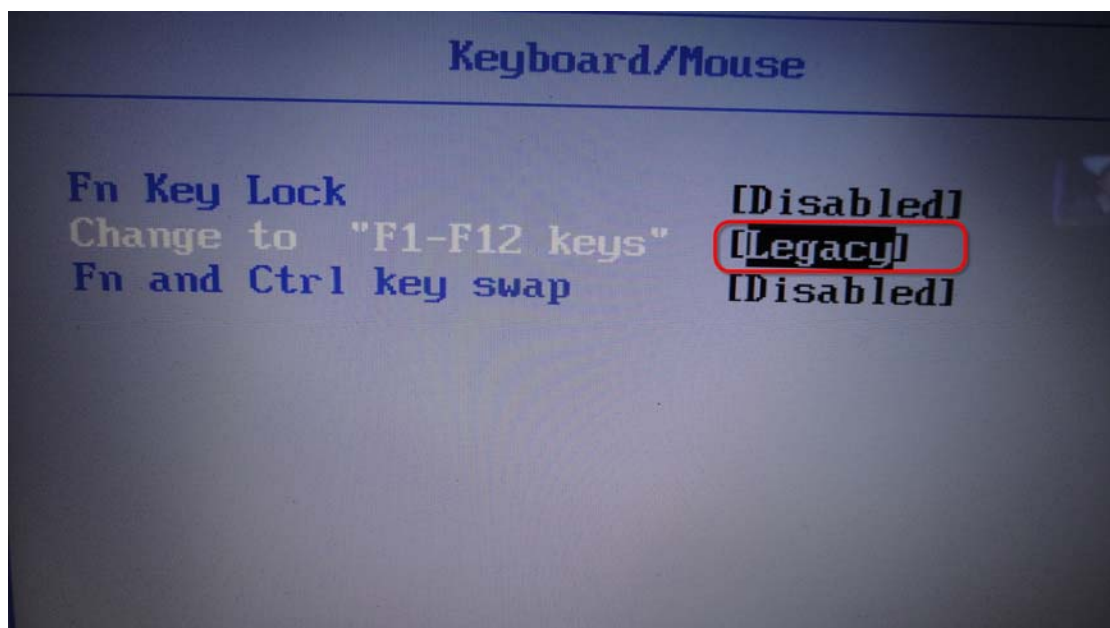 Keyboard/Mouse
Fn Key Lock [Disabled]
Change to "F1-F12 keys" [Legacy]
Fn and Ctrl key swap [Disabled]